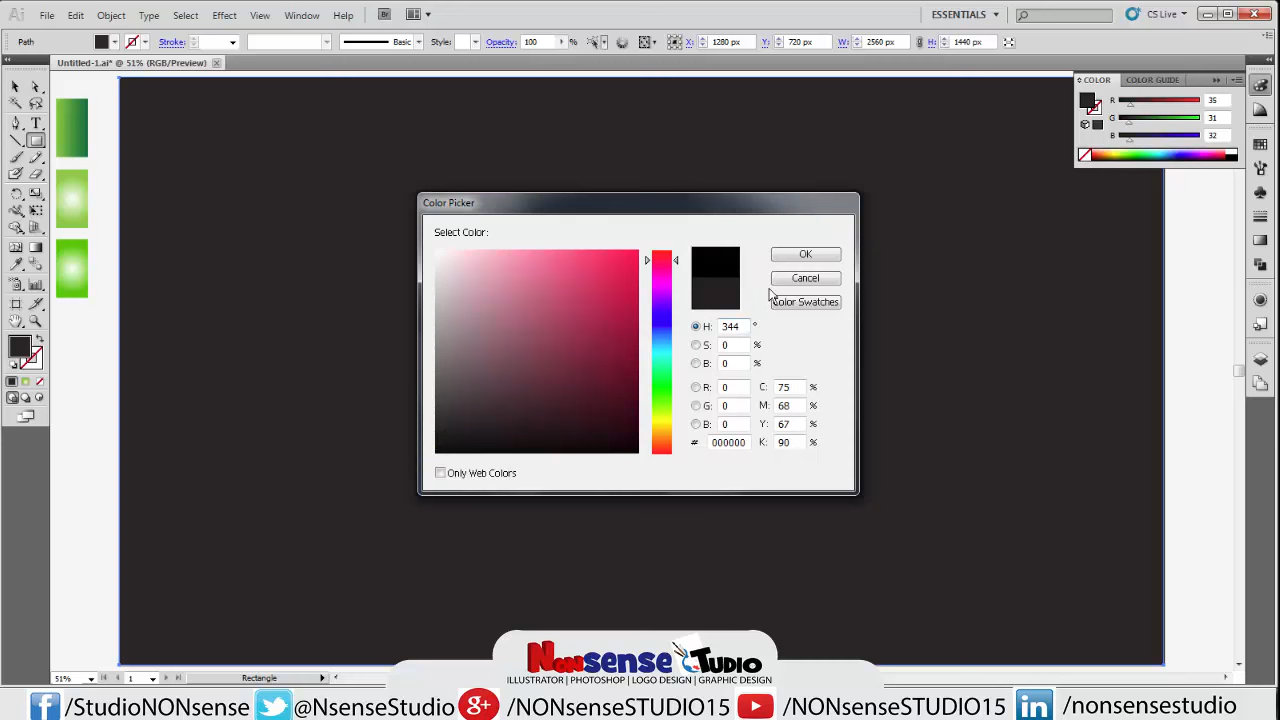 Ai File Edit Object Type Select Effect View Window Help Br ESSENTIALS CS Live
Path Stroke: Basic Style: Opacity: 100 % X: 1280 px Y: 720 px W: 2560 px H: 1440 px
Untitled-1.ai* @ 51% (RGB/Preview)
COLOR COLOR GUIDE
R 35
G 31
B 32
Color Picker
Select Color:
OK
Cancel
Color Swatches
H: 344 °
S: 0 %
B: 0 %
R: 0 C: 75 %
G: 0 M: 68 %
B: 0 Y: 67 %
# 000000 K: 90 %
Only Web Colors
Nonsense sTudio
ILLUSTRATOR | PHOTOSHOP | LOGO DESIGN | GRAPHIC DESIGN
51% 1 Rectangle
/StudioNONsense @NsenseStudio /NONsenseSTUDIO15 /NONsenseSTUDIO15 /nonsensestudio